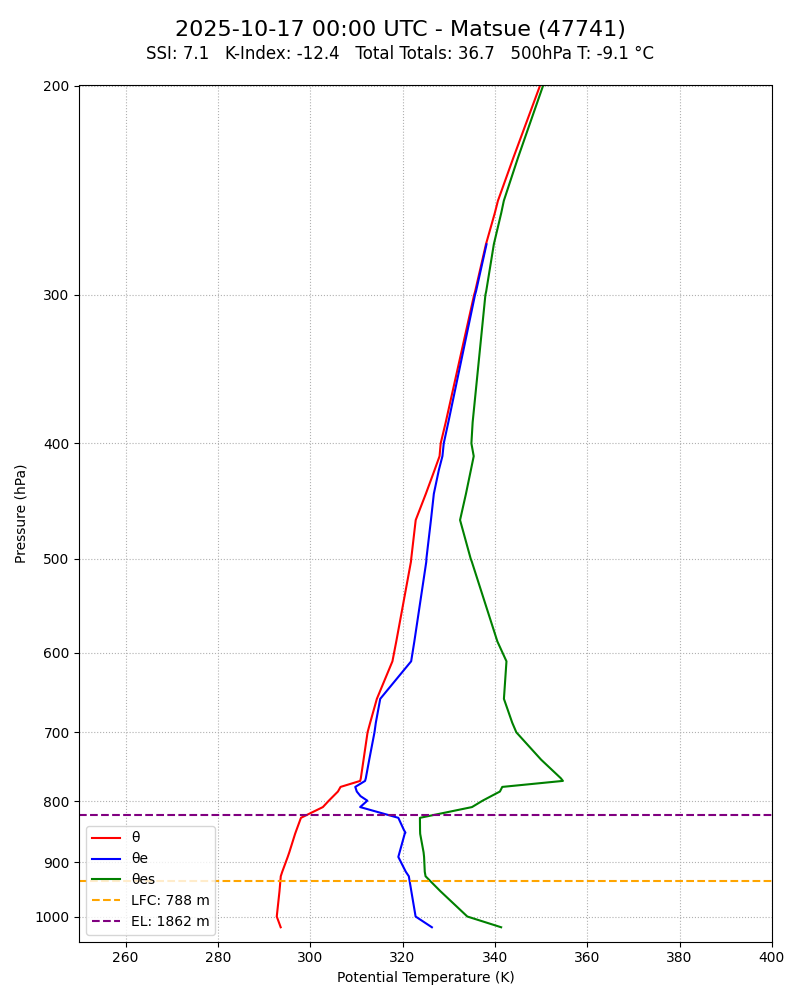 2025-10-17 00:00 UTC - Matsue (47741)
SSI: 7.1   K-Index: -12.4   Total Totals: 36.7   500hPa T: -9.1 °C
200
300
400
500
600
700
800
900
1000
Pressure (hPa)
θ
θe
θes
LFC: 788 m
EL: 1862 m
260 280 300 320 340 360 380 400
Potential Temperature (K)